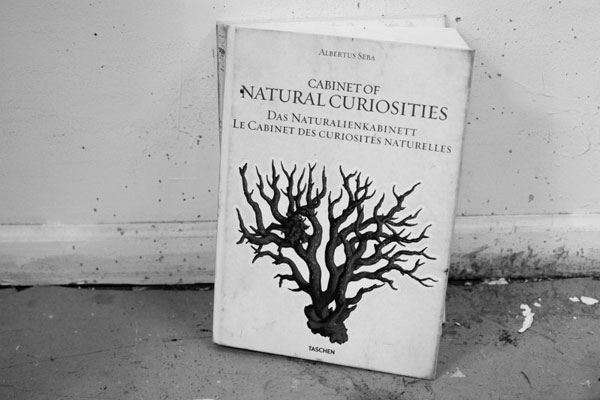 ALBERTUS SEBA
CABINET OF
NATURAL CURIOSITIES
DAS NATURALIENKABINETT
LE CABINET DES CURIOSITÉS NATURELLES
TASCHEN